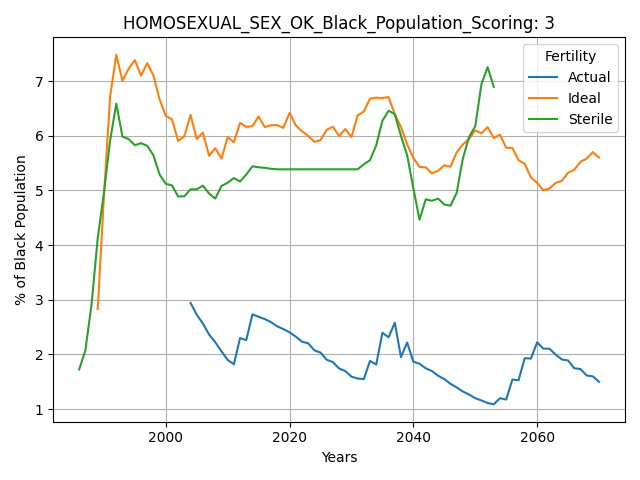 HOMOSEXUAL_SEX_OK_Black_Population_Scoring: 3
Fertility
Actual
Ideal
Sterile
% of Black Population
7
6
5
4
3
2
1
2000 2020 2040 2060
Years